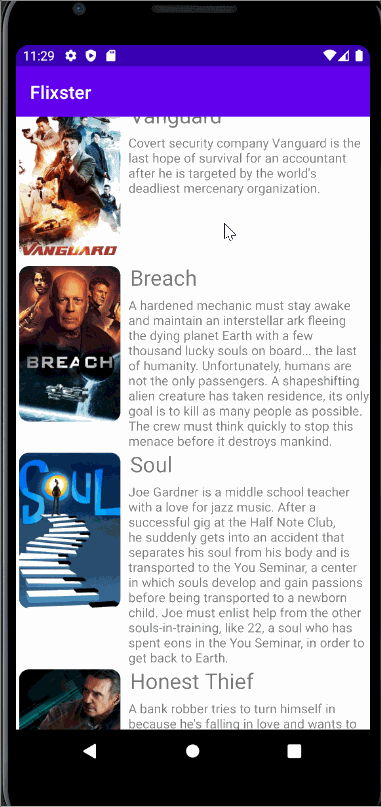 11:29
Flixster
Vanguard
Covert security company Vanguard is the
last hope of survival for an accountant
after he is targeted by the world's
deadliest mercenary organization.
VANGUARD
Breach
A hardened mechanic must stay awake
and maintain an interstellar ark fleeing
the dying planet Earth with a few
thousand lucky souls on board... the last
of humanity. Unfortunately, humans are
not the only passengers. A shapeshifting
alien creature has taken residence, its only
goal is to kill as many people as possible.
The crew must think quickly to stop this
menace before it destroys mankind.
BREACH
Soul
Joe Gardner is a middle school teacher
with a love for jazz music. After a
successful gig at the Half Note Club,
he suddenly gets into an accident that
separates his soul from his body and is
transported to the You Seminar, a center
in which souls develop and gain passions
before being transported to a newborn
child. Joe must enlist help from the other
souls-in-training, like 22, a soul who has
spent eons in the You Seminar, in order to
get back to Earth.
SOUL
Honest Thief
A bank robber tries to turn himself in
because he's falling in love and wants to